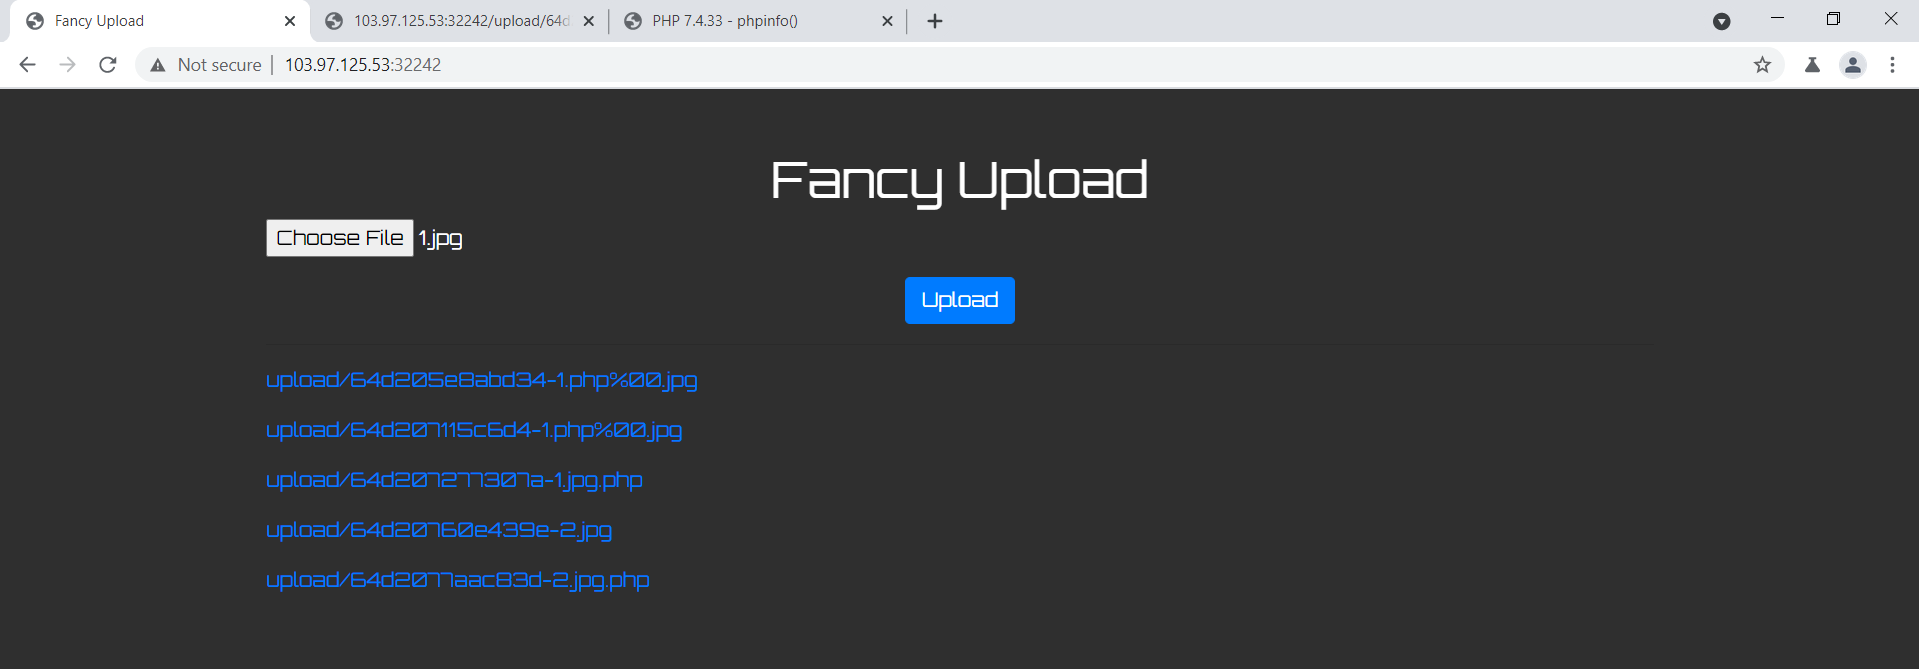 Fancy Upload
103.97.125.53:32242/upload/64d
PHP 7.4.33 - phpinfo()
Not secure
103.97.125.53:32242
Fancy Upload
Choose File 1.jpg
Upload
upload/64d205e8abd34-1.php%00.jpg
upload/64d207115c6d4-1.php%00.jpg
upload/64d207277307a-1.jpg.php
upload/64d20760e439e-2.jpg
upload/64d2077aac83d-2.jpg.php